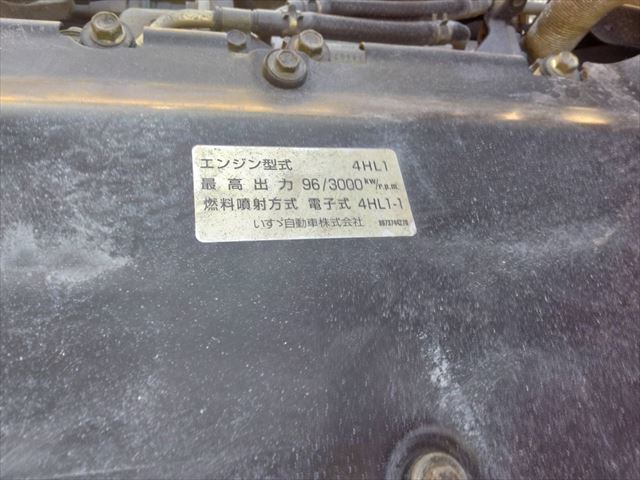 エンジン型式 4HL1
最高出力 96/3000 kW/r.p.m.
燃料噴射方式 電子式 4HL1-1
いすゞ自動車株式会社